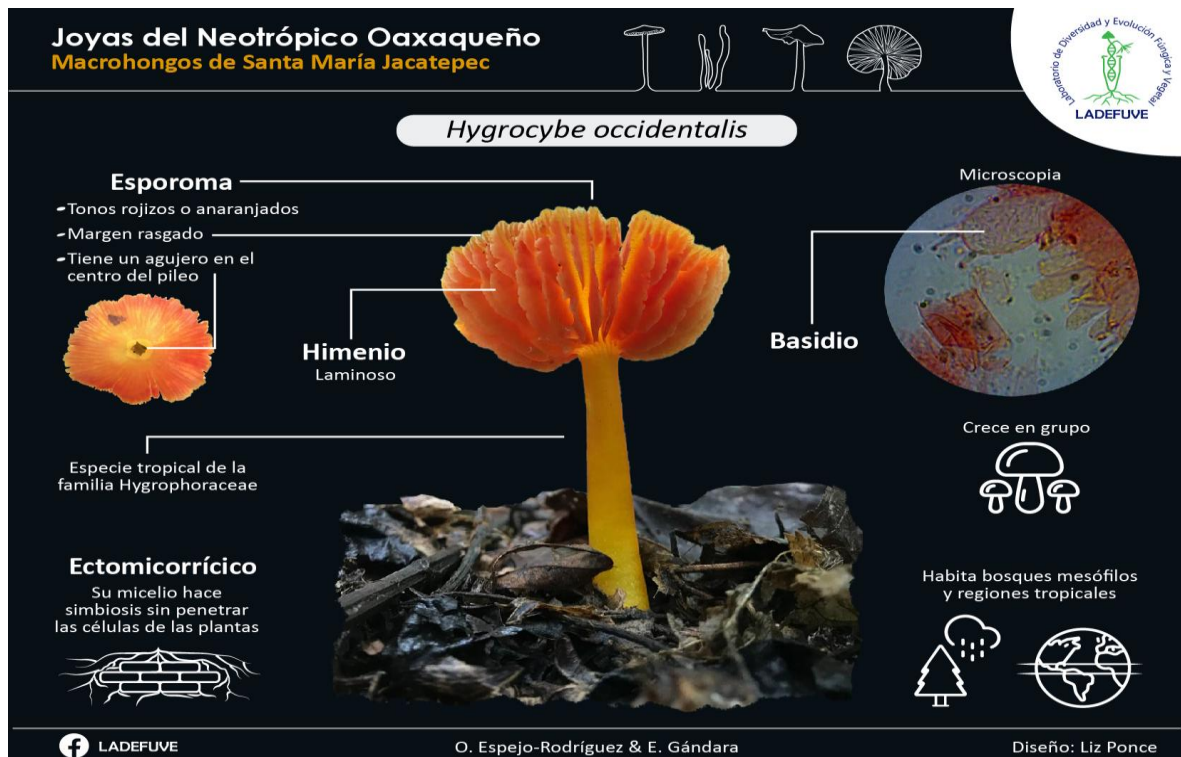 Joyas del Neotrópico Oaxaqueño
Macrohongos de Santa María Jacatepec
Laboratorio de Diversidad y Evolución Fúngica y Vegetal
LADEFUVE
Hygrocybe occidentalis
Esporoma
Tonos rojizos o anaranjados
Margen rasgado
Tiene un agujero en el
centro del pileo
Himenio
Laminoso
Microscopia
Basidio
Especie tropical de la
familia Hygrophoraceae
Crece en grupo
Ectomicorrícico
Su micelio hace
simbiosis sin penetrar
las células de las plantas
Habita bosques mesófilos
y regiones tropicales
LADEFUVE
O. Espejo-Rodríguez & E. Gándara
Diseño: Liz Ponce